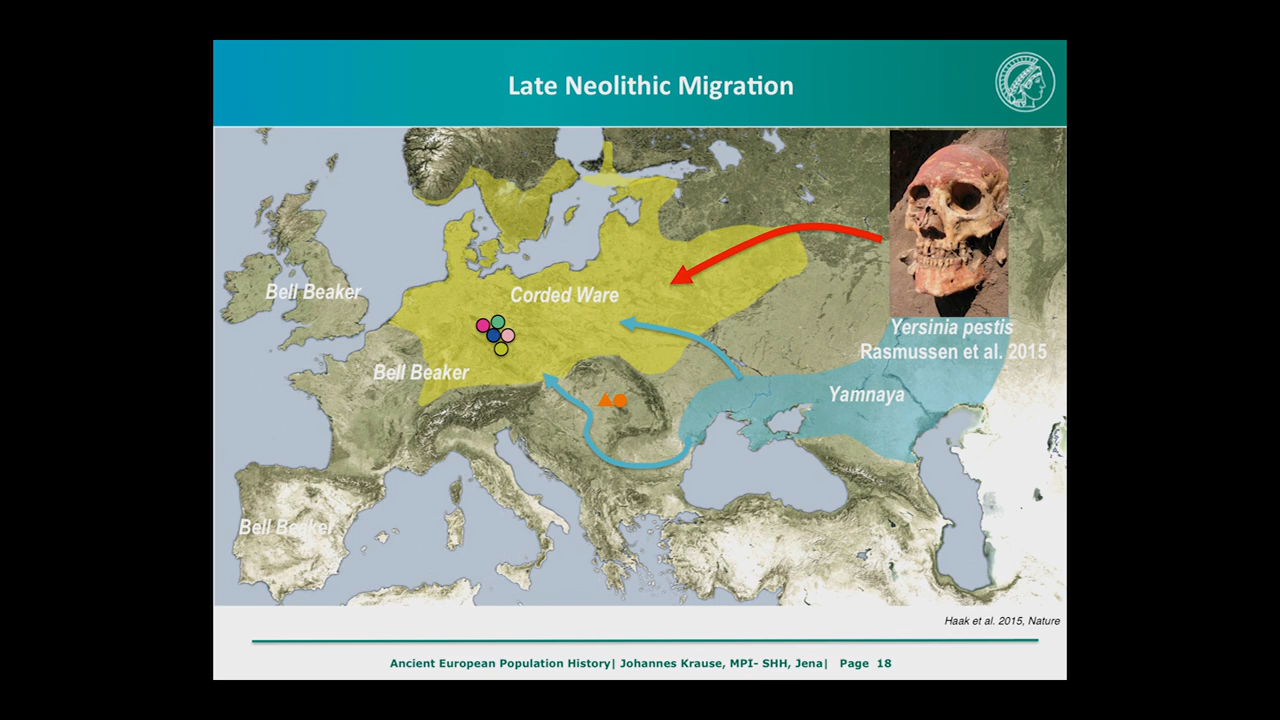 Late Neolithic Migration
Bell Beaker
Corded Ware
Yersinia pestis
Rasmussen et al. 2015
Bell Beaker
Yamnaya
Bell Beaker
Haak et al. 2015, Nature
Ancient European Population History| Johannes Krause, MPI- SHH, Jena| Page 18